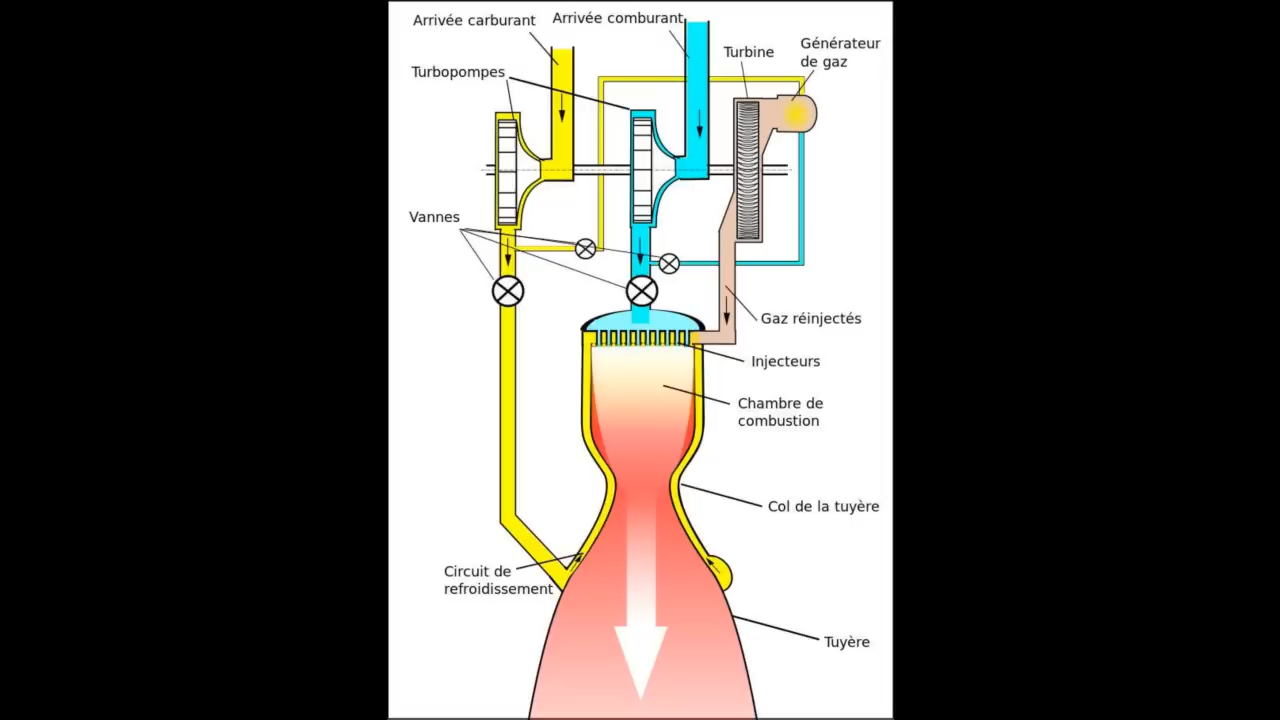 Arrivée carburant
Arrivée comburant
Générateur
de gaz
Turbine
Turbopompes
Vannes
Gaz réinjectés
Injecteurs
Chambre de
combustion
Col de la tuyère
Circuit de
refroidissement
Tuyère